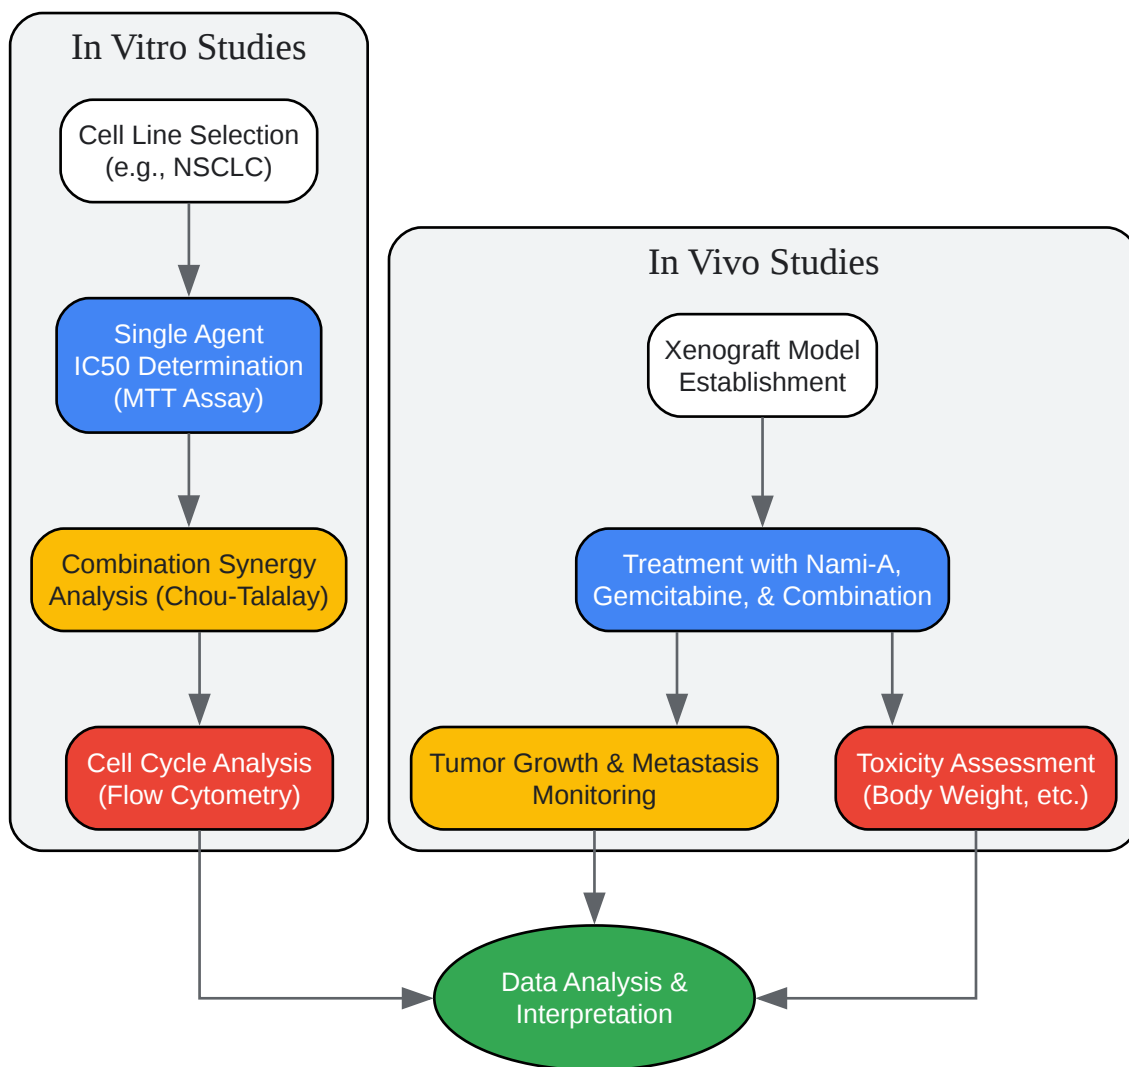 In Vitro Studies
Cell Line Selection
(e.g., NSCLC)
Single Agent
IC50 Determination
(MTT Assay)
Combination Synergy
Analysis (Chou-Talalay)
Cell Cycle Analysis
(Flow Cytometry)
In Vivo Studies
Xenograft Model
Establishment
Treatment with Nami-A,
Gemcitabine, & Combination
Tumor Growth & Metastasis
Monitoring
Toxicity Assessment
(Body Weight, etc.)
Data Analysis &
Interpretation